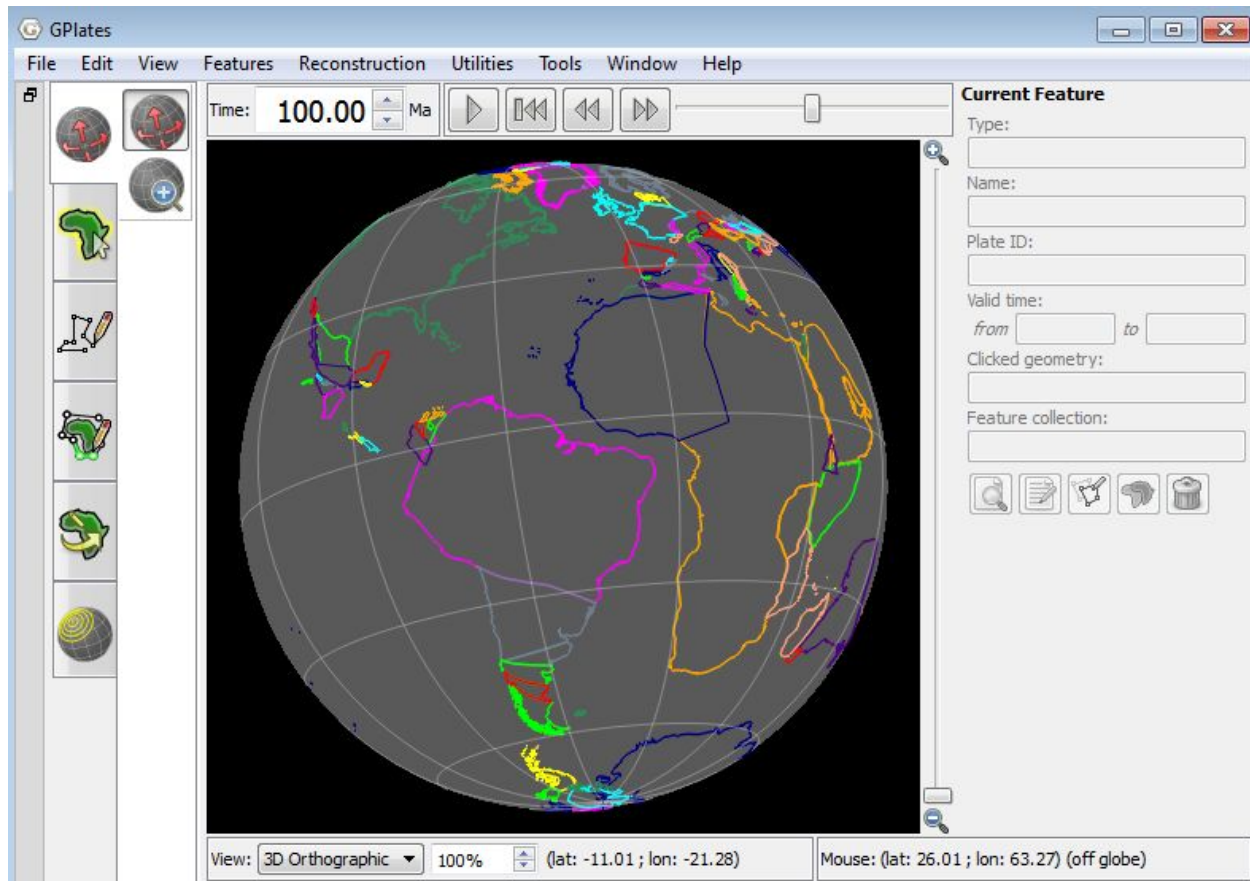 GPlates
File Edit View Features Reconstruction Utilities Tools Window Help
Time: 100.00 Ma
Current Feature
Type:
Name:
Plate ID:
Valid time:
from to
Clicked geometry:
Feature collection:
View: 3D Orthographic 100% (lat: -11.01 ; lon: -21.28) Mouse: (lat: 26.01 ; lon: 63.27) (off globe)